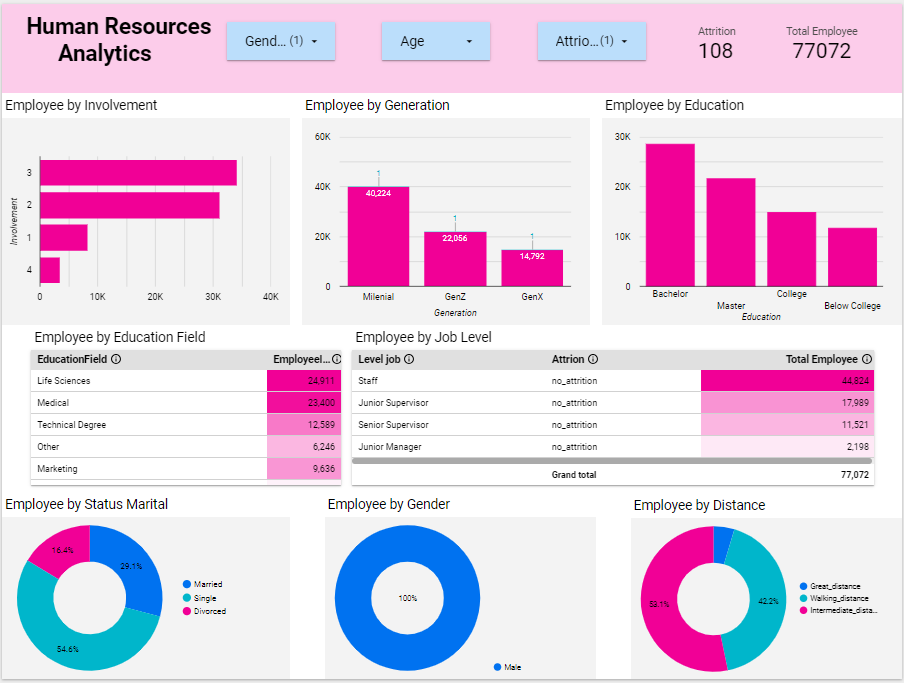 Human Resources
Analytics
Gend... (1)
Age
Attrio...(1)
Attrition
108
Total Employee
77072
Employee by Involvement
Involvement
3
2
1
4
0
10K
20K
30K
40K
Employee by Generation
60K
40K
20K
0
1
40,224
1
22,056
1
14,792
Milenial
GenZ
GenX
Generation
Employee by Education
30K
20K
10K
0
Bachelor
Master
College
Below College
Education
Employee by Education Field
EducationField
Employeel...
Life Sciences 24,911
Medical 23,400
Technical Degree 12,589
Other 6,246
Marketing 9,636
Employee by Job Level
Level job Attrion Total Employee
Staff no_attrition 44,824
Junior Supervisor no_attrition 17,989
Senior Supervisor no_attrition 11,521
Junior Manager no_attrition 2,198
Grand total 77,072
Employee by Status Marital
16.4%
29.1%
54.6%
Married
Single
Divorced
Employee by Gender
100%
Male
Employee by Distance
42.2%
Great_distance
Walking_distance
Intermediate_dista...